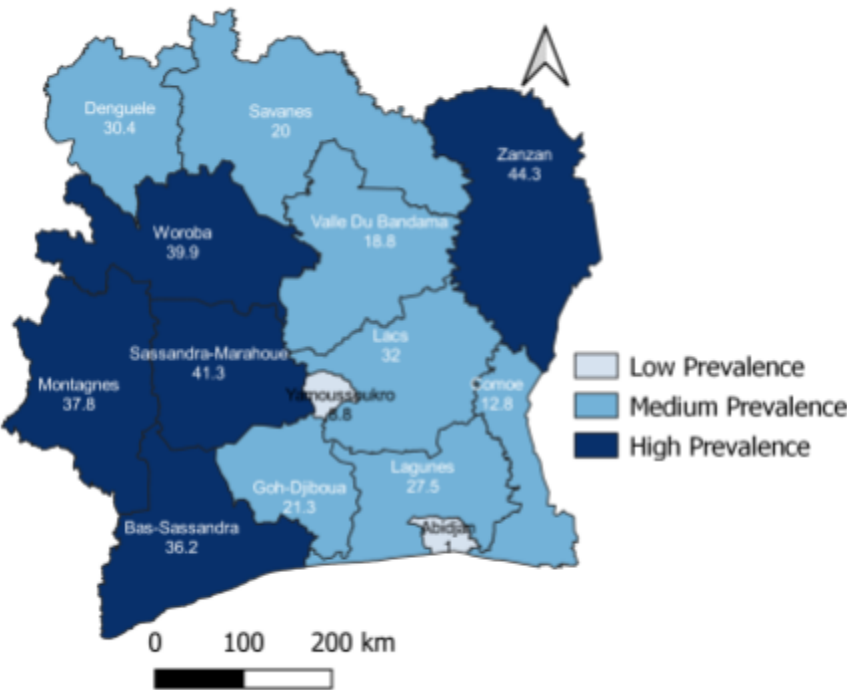 Denguele
30.4
Savanes
20
Zanzan
44.3
Valle Du Bandama
18.8
Woroba
39.9
Lacs
32
Sassandra-Marahoue
41.3
Montagnes
37.8
Yamoussoukro
8.8
Comoe
12.8
Low Prevalence
Medium Prevalence
High Prevalence
Lagunes
27.5
Goh-Djiboua
21.3
Abidjan
1
Bas-Sassandra
36.2
0 100 200 km